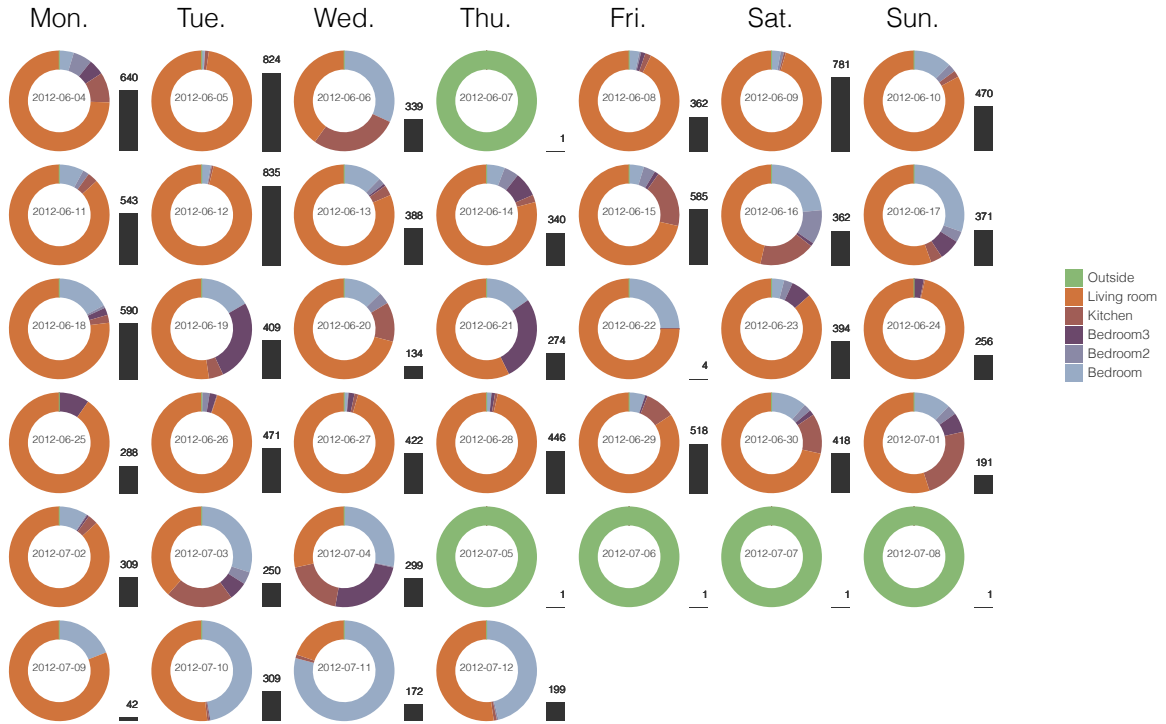 Mon. Tue. Wed. Thu. Fri. Sat. Sun.
2012-06-04 640 2012-06-05 824 2012-06-06 339 2012-06-07 1 2012-06-08 362 2012-06-09 781 2012-06-10 470
2012-06-11 543 2012-06-12 835 2012-06-13 388 2012-06-14 340 2012-06-15 585 2012-06-16 362 2012-06-17 371
2012-06-18 590 2012-06-19 409 2012-06-20 134 2012-06-21 274 2012-06-22 4 2012-06-23 394 2012-06-24 256
2012-06-25 288 2012-06-26 471 2012-06-27 422 2012-06-28 446 2012-06-29 518 2012-06-30 418 2012-07-01 191
2012-07-02 309 2012-07-03 250 2012-07-04 299 2012-07-05 1 2012-07-06 1 2012-07-07 1 2012-07-08 1
2012-07-09 42 2012-07-10 309 2012-07-11 172 2012-07-12 199
Outside
Living room
Kitchen
Bedroom3
Bedroom2
Bedroom